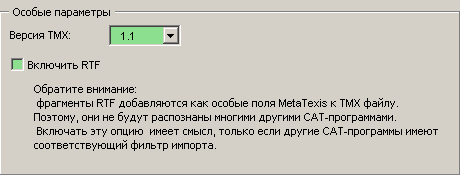 Особые параметры
Версия TMX: 1.1
Включить RTF
Обратите внимание:
фрагменты RTF добавляются как особые поля MetaTexis к TMX файлу.
Поэтому, они не будут распознаны многими другими CAT-программами.
Включать эту опцию имеет смысл, только если другие CAT-программы имеют
соответствующий фильтр импорта.